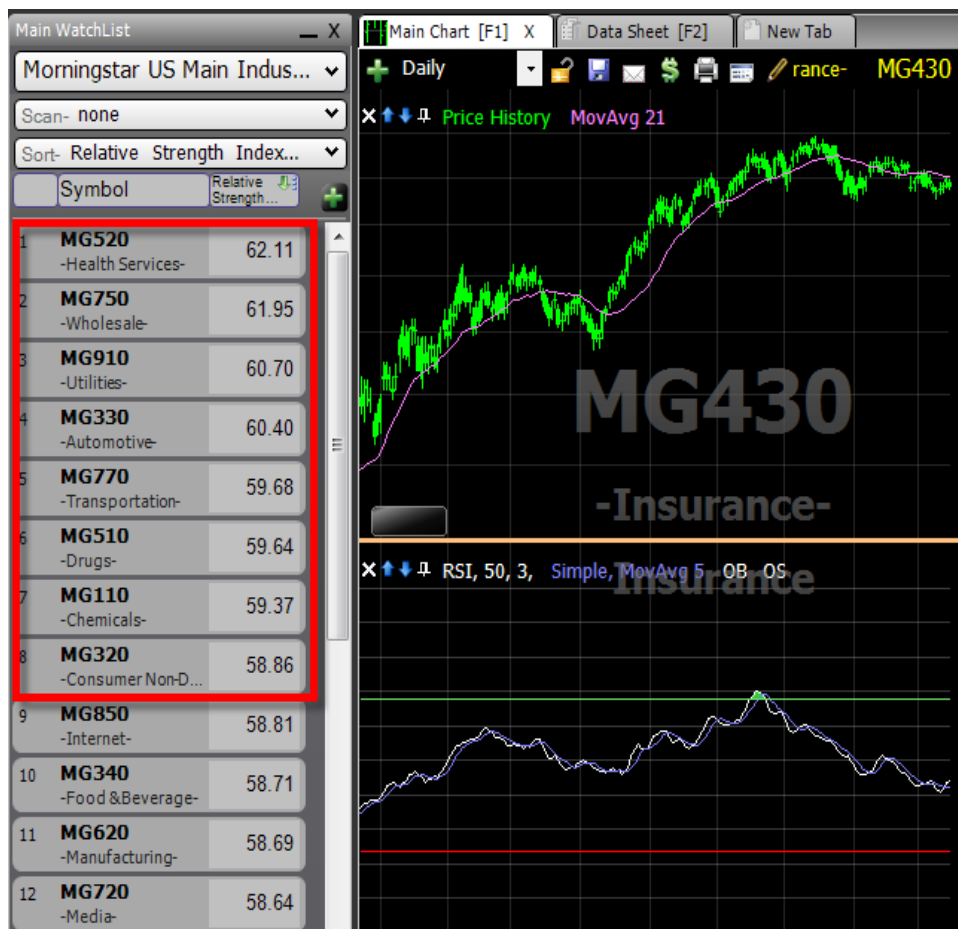 Main WatchList X
Morningstar US Main Indus...
Scan- none
Sort- Relative Strength Index...
Symbol
Relative
Strength...
1 MG520
-Health Services-
62.11
2 MG750
-Wholesale-
61.95
3 MG910
-Utilities-
60.70
4 MG330
-Automotive-
60.40
5 MG770
-Transportation-
59.68
6 MG510
-Drugs-
59.64
7 MG110
-Chemicals-
59.37
8 MG320
-Consumer Non-D...
58.86
9 MG850
-Internet-
58.81
10 MG340
-Food &Beverage-
58.71
11 MG620
-Manufacturing-
58.69
12 MG720
-Media-
58.64
Main Chart [F1] X
Data Sheet [F2]
New Tab
Daily
rance- MG430
Price History MovAvg 21
MG430
-Insurance-
RSI, 50, 3, Simple, MovAvg 5 OB OS
Insurance